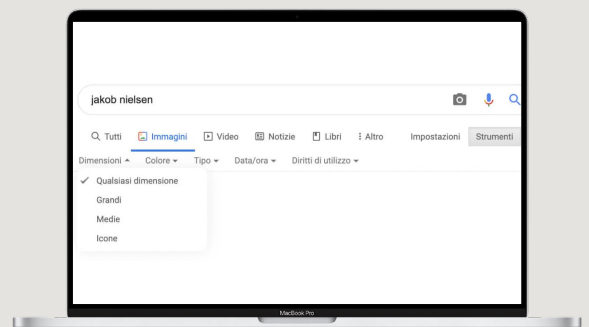 jakob nielsen
Tutti Immagini Video Notizie Libri Altro Impostazioni Strumenti
Dimensioni Colore Tipo Data/ora Diritti di utilizzo
Qualsiasi dimensione
Grandi
Medie
Icone
MacBook Pro